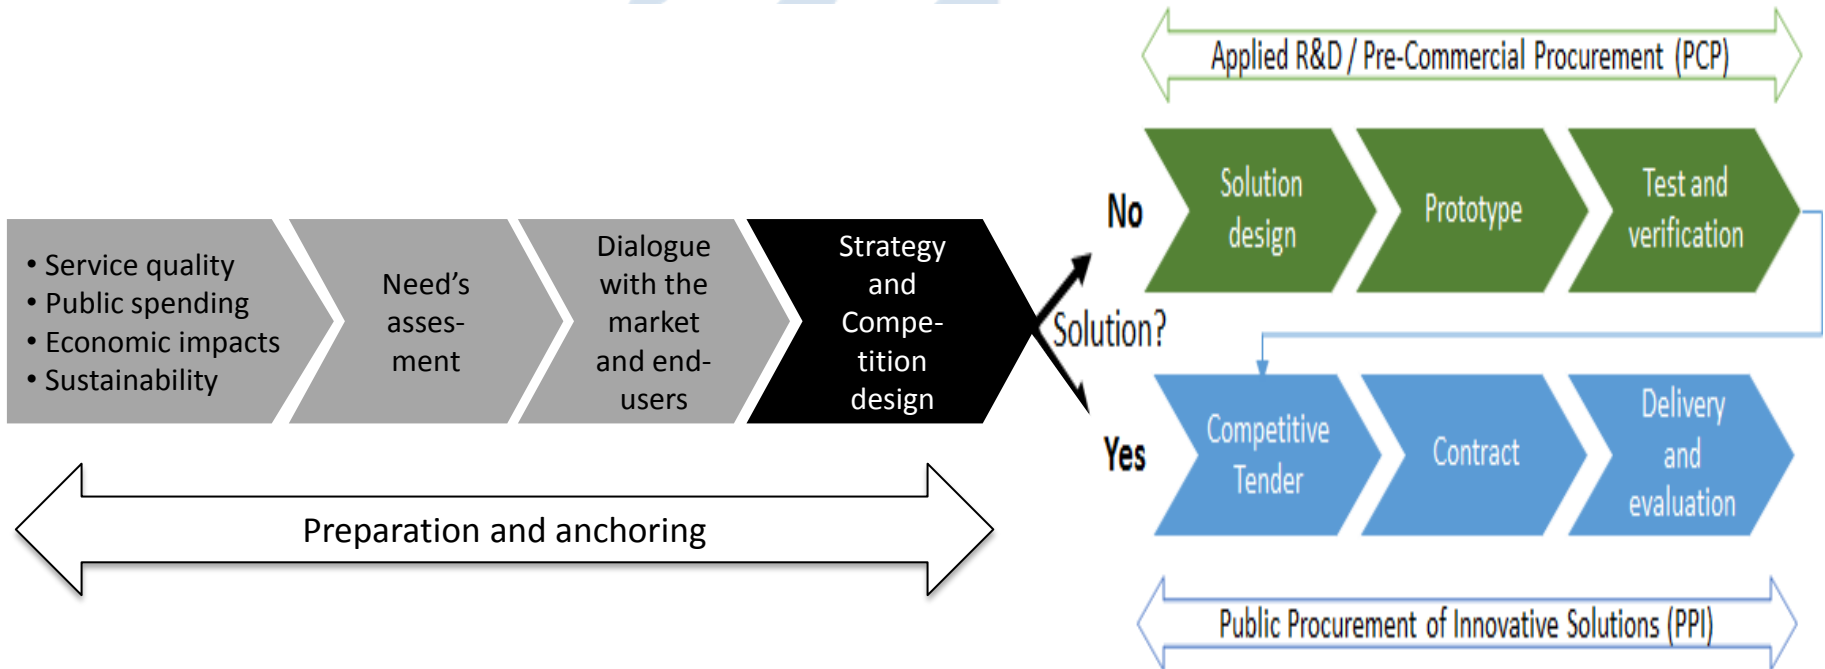 • Service quality
• Public spending
• Economic impacts
• Sustainability
Need's
asses-
ment
Dialogue
with the
market
and end-
users
Strategy
and
Compe-
tition
design
Preparation and anchoring
Solution?
No
Yes
Applied R&D / Pre-Commercial Procurement (PCP)
Solution
design
Prototype
Test and
verification
Competitive
Tender
Contract
Delivery
and
evaluation
Public Procurement of Innovative Solutions (PPI)